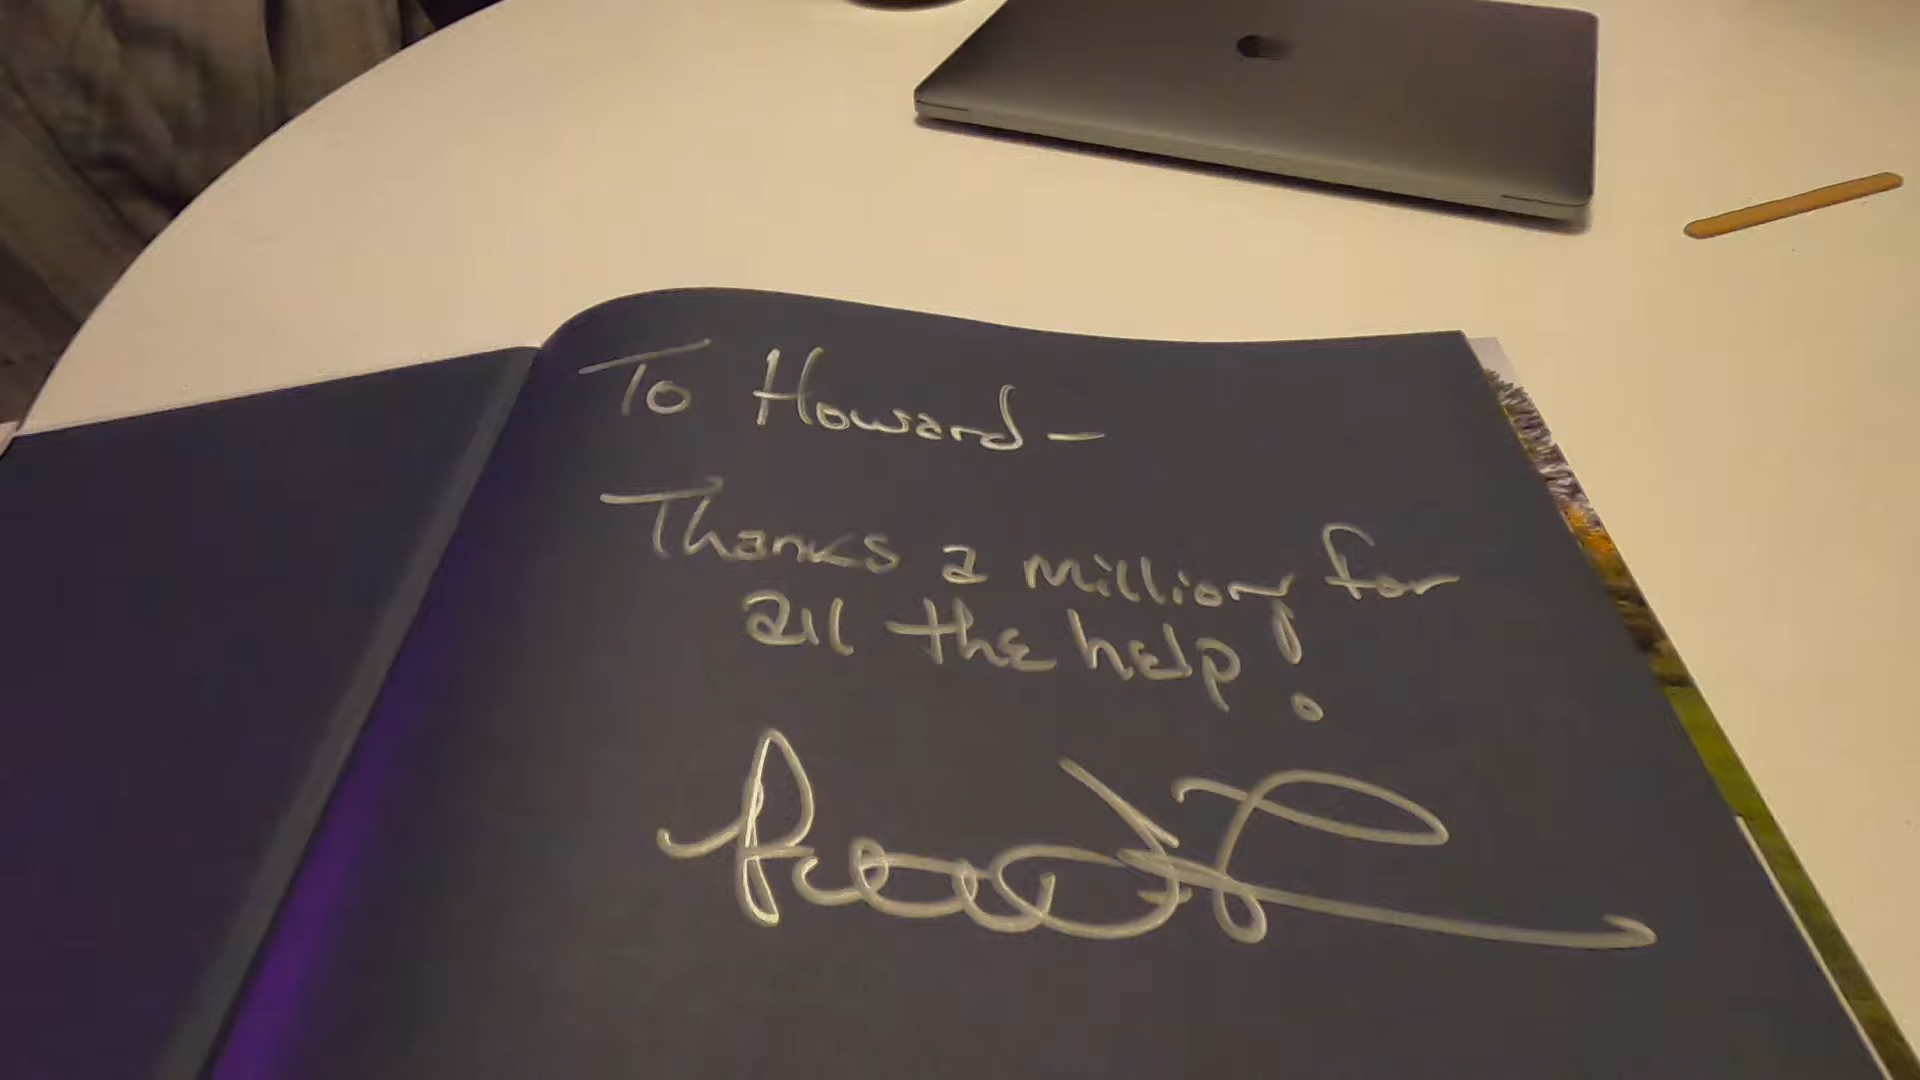 To Howard-
Thanks a million for
all the help!